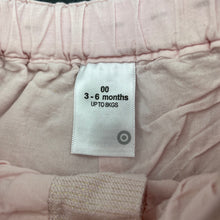 00
3 - 6 months
UP TO 8KGS